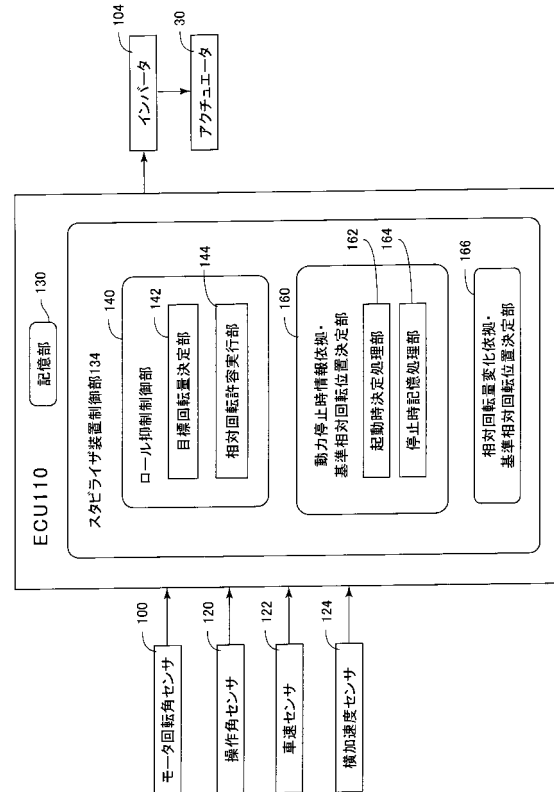 ECU110
記憶部
130
スタビライザ装置制御部134
140
ロール抑制制御部
142
目標回転量決定部
144
相対回転許容実行部
160
動力停止時情報依拠・
基準相対回転位置決定部
162
起動時決定処理部
164
停止時記憶処理部
166
相対回転量変化依拠・
基準相対回転位置決定部
100
モータ回転角センサ
120
操作角センサ
122
車速センサ
124
横加速度センサ
104
インバータ
30
アクチュエータ